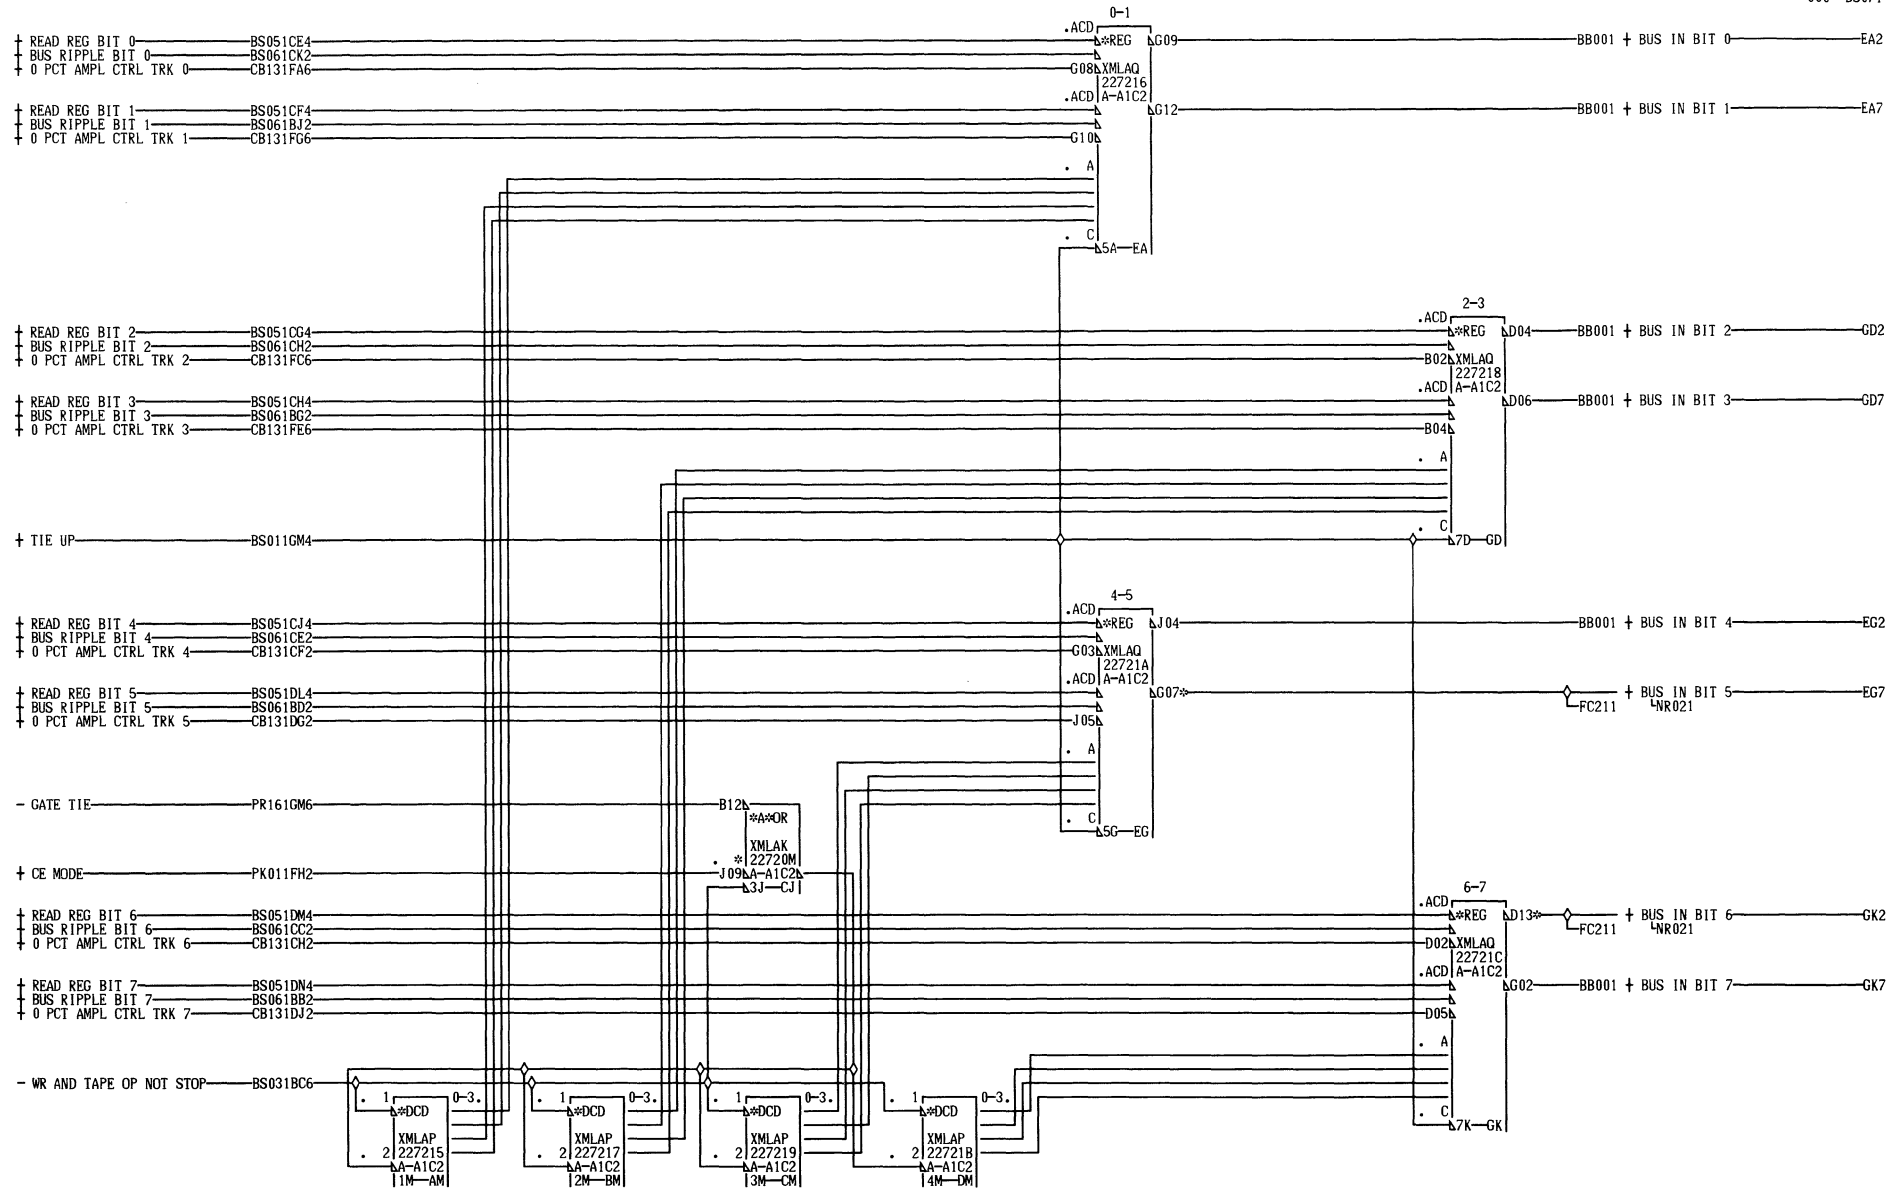 0-1
.ACD
+ READ REG BIT 0 BS051CE4 *REG G09 BB001 + BUS IN BIT 0 EA2
+ BUS RIPPLE BIT 0 BS061CK2
+ 0 PCT AMPL CTRL TRK 0 CB131FA6 G08 XMLAQ
227216
.ACD A-A1C2
+ READ REG BIT 1 BS051CF4 G12 BB001 + BUS IN BIT 1 EA7
+ BUS RIPPLE BIT 1 BS061BJ2
+ 0 PCT AMPL CTRL TRK 1 CB131FG6 G10
. A
. C
5A EA
2-3
.ACD
+ READ REG BIT 2 BS051CG4 *REG D04 BB001 + BUS IN BIT 2 GD2
+ BUS RIPPLE BIT 2 BS061CH2
+ 0 PCT AMPL CTRL TRK 2 CB131FC6 B02 XMLAQ
227218
.ACD A-A1C2
+ READ REG BIT 3 BS051CH4 D06 BB001 + BUS IN BIT 3 GD7
+ BUS RIPPLE BIT 3 BS061BG2
+ 0 PCT AMPL CTRL TRK 3 CB131FE6 B04
. A
. C
+ TIE UP BS011GM4 7D GD
4-5
.ACD
+ READ REG BIT 4 BS051CJ4 *REG J04 BB001 + BUS IN BIT 4 EG2
+ BUS RIPPLE BIT 4 BS061CE2
+ 0 PCT AMPL CTRL TRK 4 CB131CF2 G03 XMLAQ
22721A
.ACD A-A1C2
+ READ REG BIT 5 BS051DL4 G07* + BUS IN BIT 5 EG7
+ BUS RIPPLE BIT 5 BS061BD2 FC211 NR021
+ 0 PCT AMPL CTRL TRK 5 CB131DG2 J05
. A
- GATE TIE PR161GM6 B12
*A*OR . C
5G EG
XMLAK
. * 22720M
+ CE MODE PK011FH2 J09 A-A1C2
3J CJ 6-7
.ACD
+ READ REG BIT 6 BS051DM4 *REG D13* + BUS IN BIT 6 GK2
+ BUS RIPPLE BIT 6 BS061CC2 FC211 NR021
+ 0 PCT AMPL CTRL TRK 6 CB131CH2 D02 XMLAQ
22721C
.ACD A-A1C2
+ READ REG BIT 7 BS051DN4 G02 BB001 + BUS IN BIT 7 GK7
+ BUS RIPPLE BIT 7 BS061BB2
+ 0 PCT AMPL CTRL TRK 7 CB131DJ2 D05
. A
- WR AND TAPE OP NOT STOP BS031BC6
. 1 0-3. . 1 0-3. . 1 0-3. . 1 0-3.
*DCD *DCD *DCD *DCD . C
7K GK
XMLAP XMLAP XMLAP XMLAP
. 2 227215 . 2 227217 . 2 227219 . 2 22721B
A-A1C2 A-A1C2 A-A1C2 A-A1C2
1M AM 2M BM 3M CM 4M DM